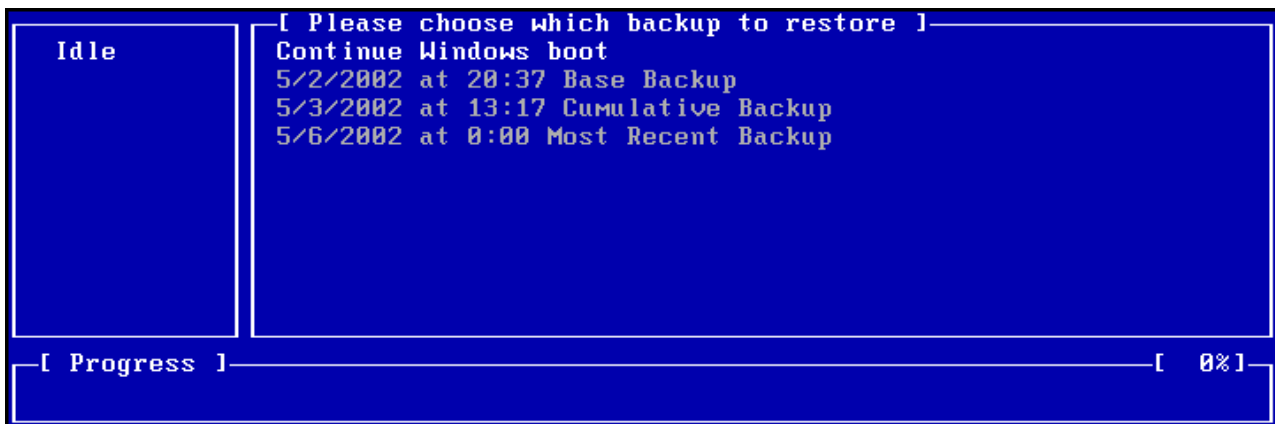 [ Please choose which backup to restore ]
Idle
Continue Windows boot
5/2/2002 at 20:37 Base Backup
5/3/2002 at 13:17 Cumulative Backup
5/6/2002 at 0:00 Most Recent Backup
[ Progress ] [ 0%]